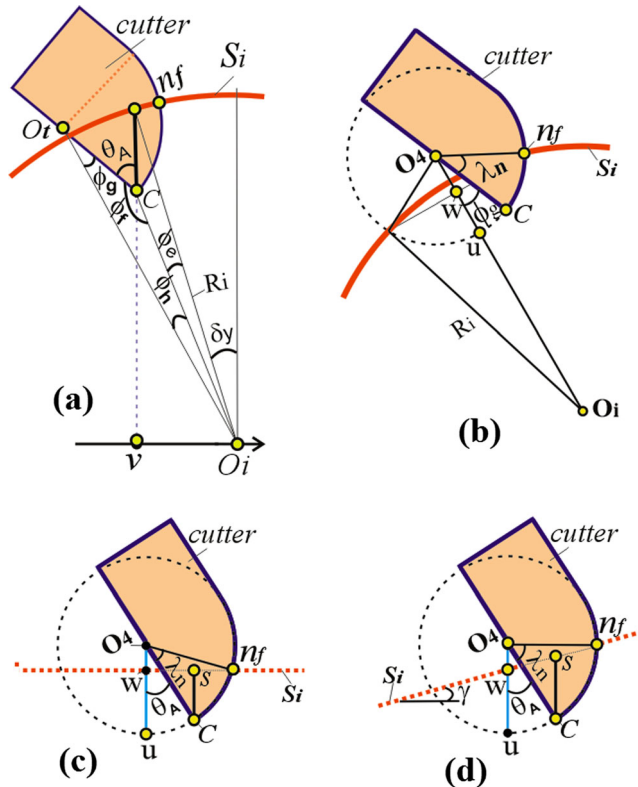 cutter
Si
nf
Ot
θA
ϕg
ϕf
C
ϕe
ϕn
Ri
δy
(a)
v
Oi
cutter
nf
O4
λn
Si
w
ϕg
C
u
Ri
Oi
(b)
cutter
O4
nf
λn
s
w
Si
θA
C
u
(c)
cutter
O4
nf
s
λn
Si
w
γ
θA
C
u
(d)